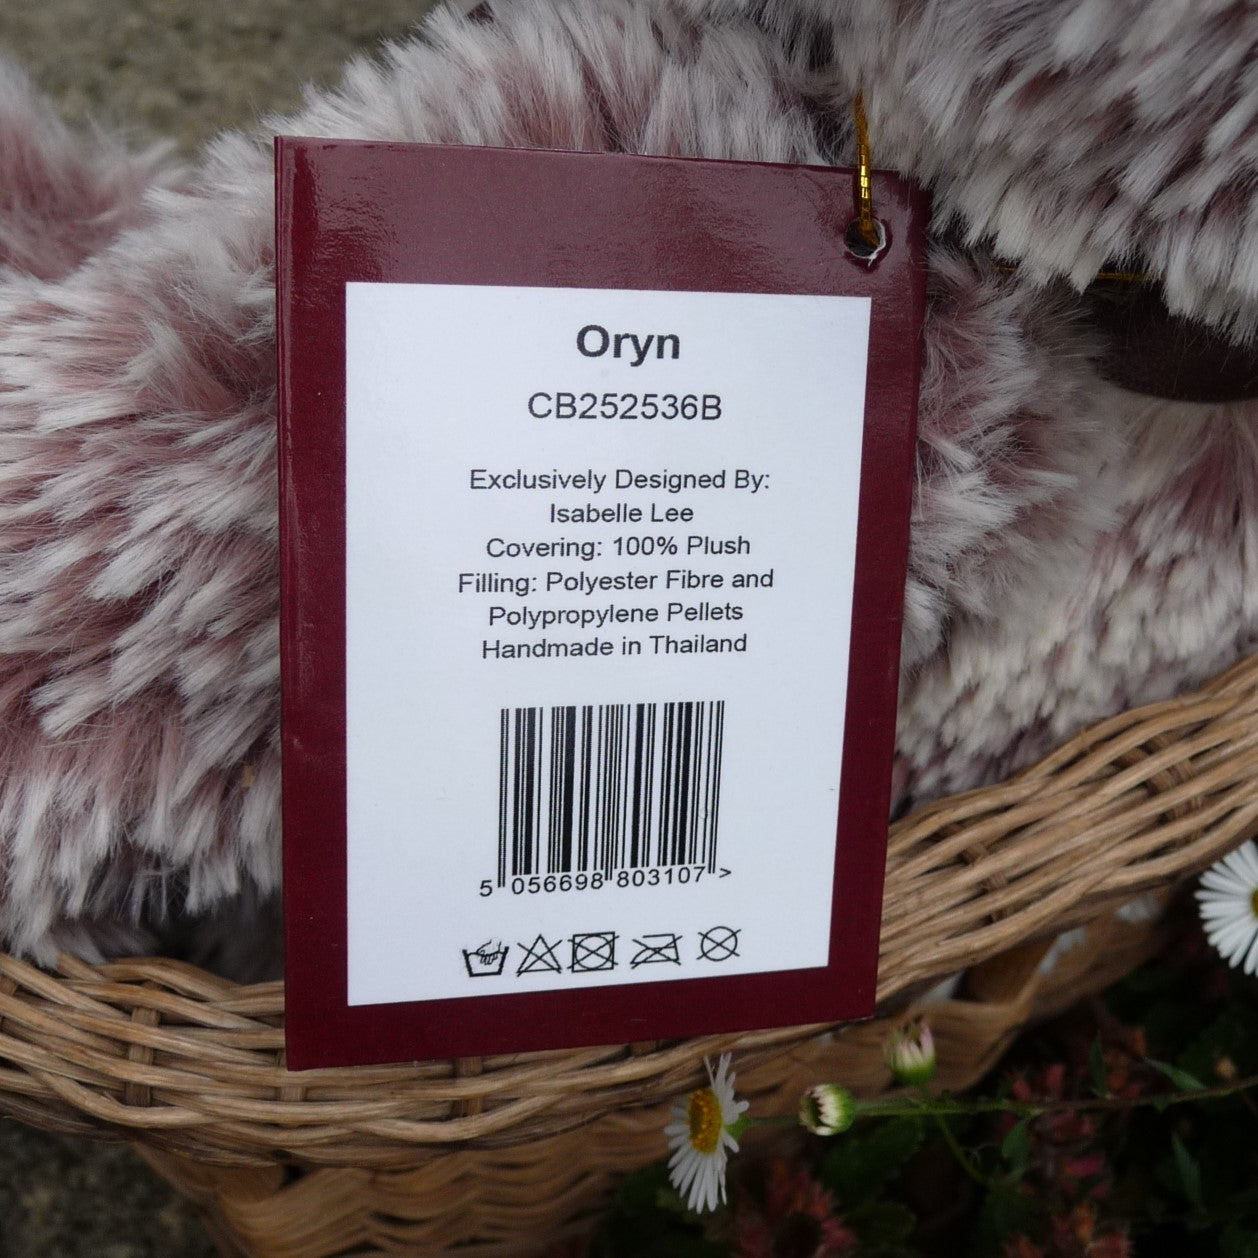 Oryn
CB252536B
Exclusively Designed By:
Isabelle Lee
Covering: 100% Plush
Filling: Polyester Fibre and
Polypropylene Pellets
Handmade in Thailand
5 056698 803107 >